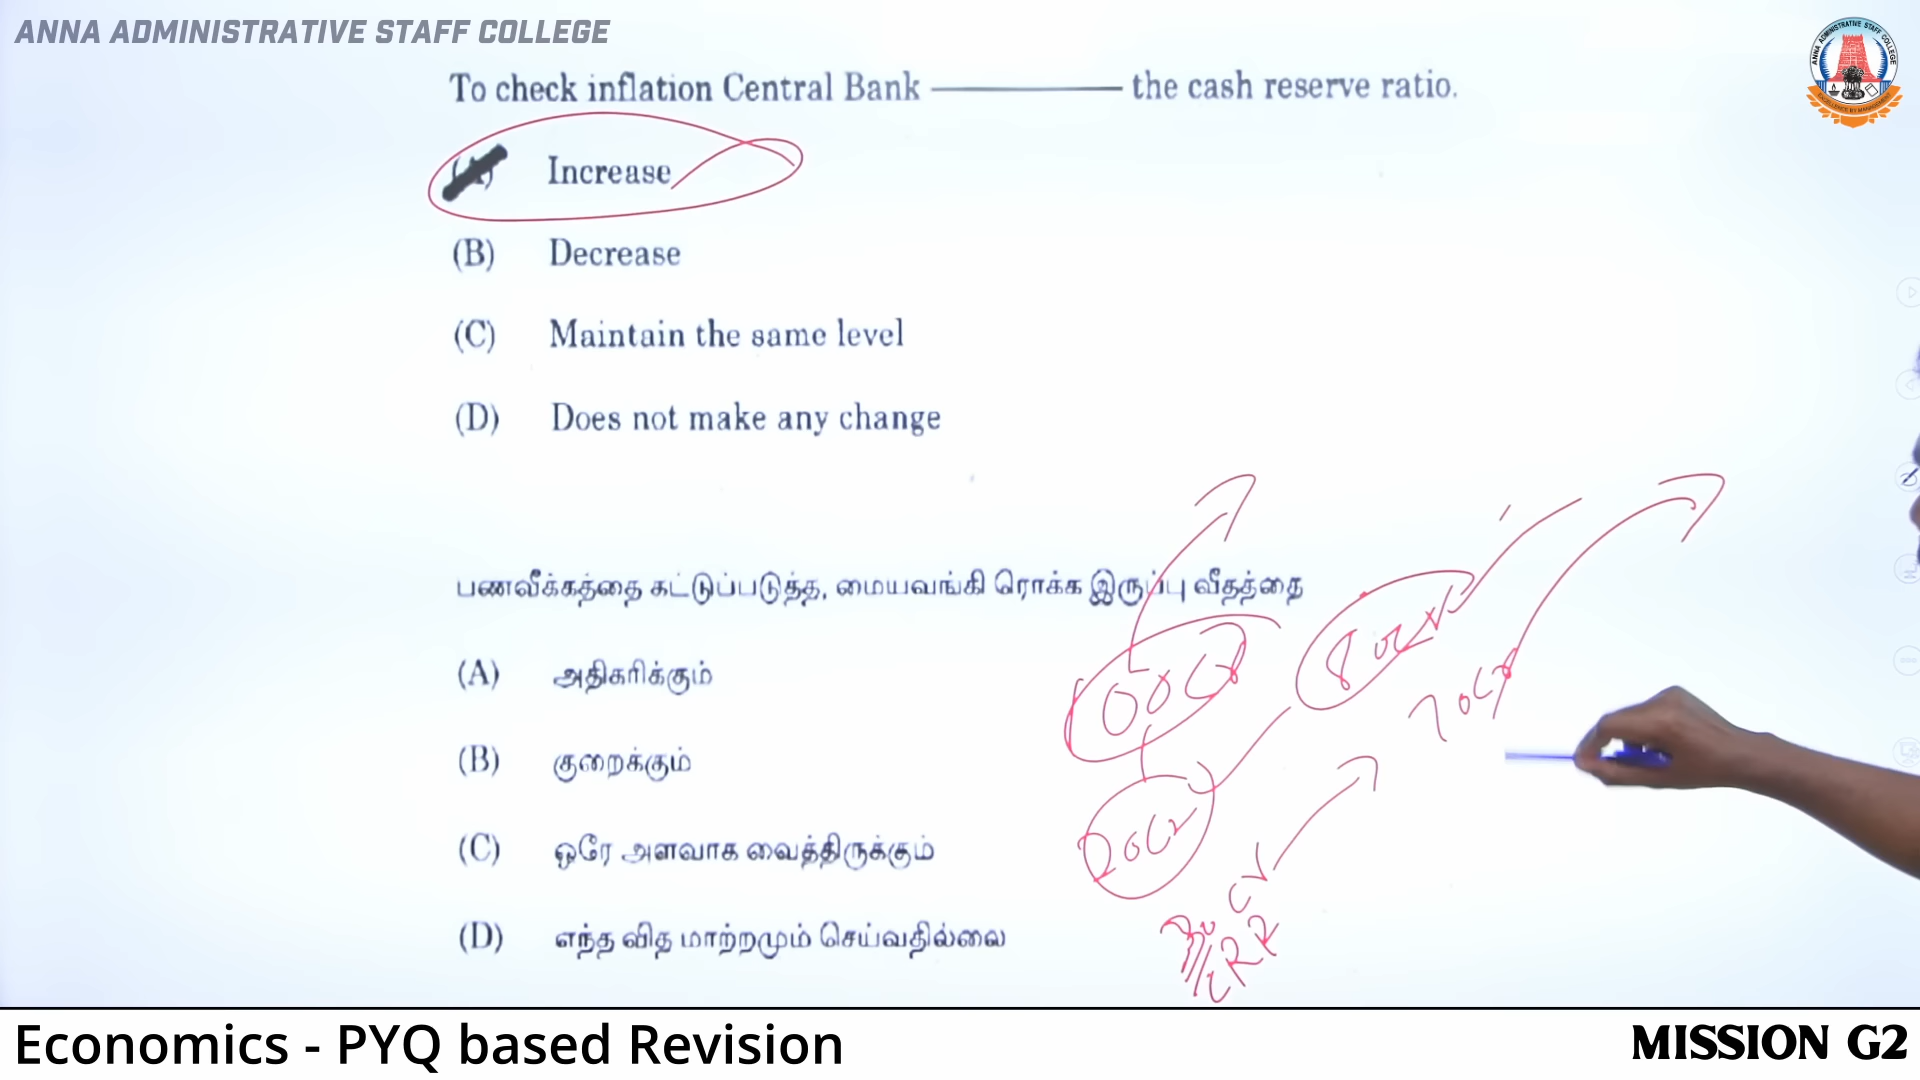 ANNA ADMINISTRATIVE STAFF COLLEGE
To check inflation Central Bank ———— the cash reserve ratio.
Increase
(B) Decrease
(C) Maintain the same level
(D) Does not make any change
பணவீக்கத்தை கட்டுப்படுத்த, மையவங்கி ரொக்க இருப்பு வீதத்தை
(A) அதிகரிக்கும்
(B) குறைக்கும்
(C) ஒரே அளவாக வைத்திருக்கும்
(D) எந்த வித மாற்றமும் செய்வதில்லை
CRR
Economics - PYQ based Revision
MISSION G2